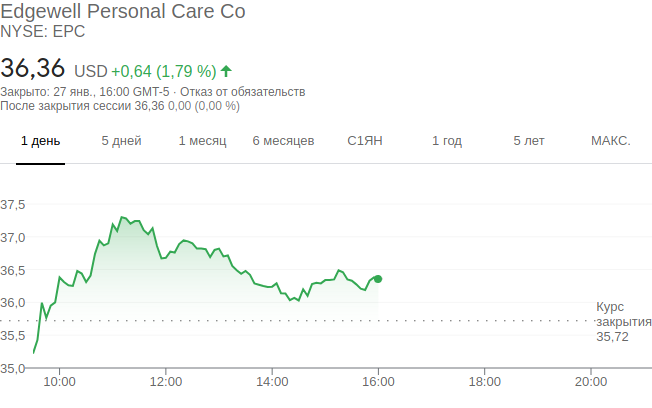 Edgewell Personal Care Co
NYSE: EPC
36,36 USD +0,64 (1,79 %)
Закрыто: 27 янв., 16:00 GMT-5 · Отказ от обязательств
После закрытия сессии 36,36 0,00 (0,00 %)
1 день 5 дней 1 месяц 6 месяцев С1ЯН 1 год 5 лет МАКС.
37,5
37,0
36,5
36,0
Курс
закрытия
35,72
35,5
35,0
10:00 12:00 14:00 16:00 18:00 20:00